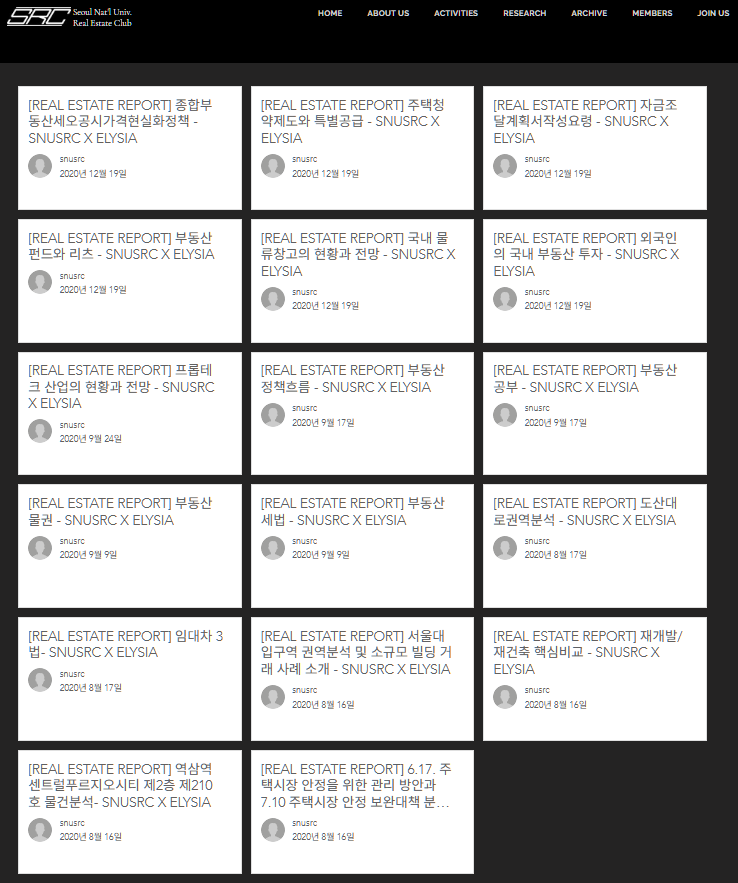 SRC
Seoul Nat'l Univ.
Real Estate Club
HOME ABOUT US ACTIVITIES RESEARCH ARCHIVE MEMBERS JOIN US
[REAL ESTATE REPORT] 종합부
동산세오공시가격현실화정책 -
SNUSRC X ELYSIA
snusrc
2020년 12월 19일
[REAL ESTATE REPORT] 주택청
약제도와 특별공급 - SNUSRC X
ELYSIA
snusrc
2020년 12월 19일
[REAL ESTATE REPORT] 자금조
달계획서작성요령 - SNUSRC X
ELYSIA
snusrc
2020년 12월 19일
[REAL ESTATE REPORT] 부동산
펀드와 리츠 - SNUSRC X ELYSIA
snusrc
2020년 12월 19일
[REAL ESTATE REPORT] 국내 물
류창고의 현황과 전망 - SNUSRC X
ELYSIA
snusrc
2020년 12월 19일
[REAL ESTATE REPORT] 외국인
의 국내 부동산 투자 - SNUSRC X
ELYSIA
snusrc
2020년 12월 19일
[REAL ESTATE REPORT] 프롭테
크 산업의 현황과 전망 - SNUSRC
X ELYSIA
snusrc
2020년 9월 24일
[REAL ESTATE REPORT] 부동산
정책흐름 - SNUSRC X ELYSIA
snusrc
2020년 9월 17일
[REAL ESTATE REPORT] 부동산
공부 - SNUSRC X ELYSIA
snusrc
2020년 9월 17일
[REAL ESTATE REPORT] 부동산
물권 - SNUSRC X ELYSIA
snusrc
2020년 9월 9일
[REAL ESTATE REPORT] 부동산
세법 - SNUSRC X ELYSIA
snusrc
2020년 9월 9일
[REAL ESTATE REPORT] 도산대
로권역분석 - SNUSRC X ELYSIA
snusrc
2020년 8월 17일
[REAL ESTATE REPORT] 임대차 3
법- SNUSRC X ELYSIA
snusrc
2020년 8월 17일
[REAL ESTATE REPORT] 서울대
입구역 권역분석 및 소규모 빌딩 거
래 사례 소개 - SNUSRC X ELYSIA
snusrc
2020년 8월 16일
[REAL ESTATE REPORT] 재개발/
재건축 핵심비교 - SNUSRC X
ELYSIA
snusrc
2020년 8월 16일
[REAL ESTATE REPORT] 역삼역
센트럴푸르지오시티 제2층 제210
호 물건분석- SNUSRC X ELYSIA
snusrc
2020년 8월 16일
[REAL ESTATE REPORT] 6.17. 주
택시장 안정을 위한 관리 방안과
7.10 주택시장 안정 보완대책 분...
snusrc
2020년 8월 16일